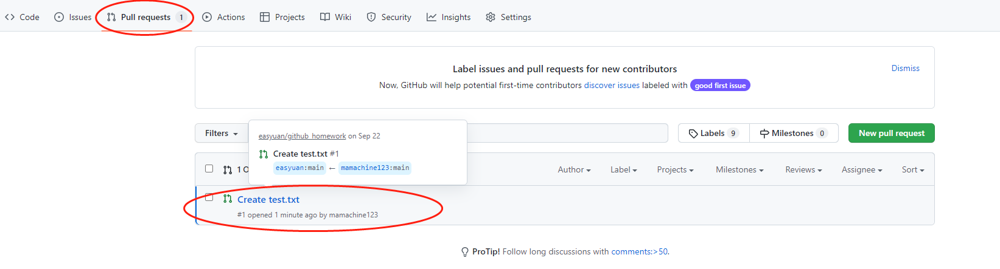 Code Issues Pull requests 1 Actions Projects Wiki Security Insights Settings
Label issues and pull requests for new contributors
Dismiss
Now, GitHub will help potential first-time contributors discover issues labeled with good first issue
Filters
Labels 9 Milestones 0 New pull request
easyuan/github_homework on Sep 22
Create test.txt #1
easyuan:main ← mamachine123:main
1 O
Author Label Projects Milestones Reviews Assignee Sort
Create test.txt
#1 opened 1 minute ago by mamachine123
ProTip! Follow long discussions with comments:>50.